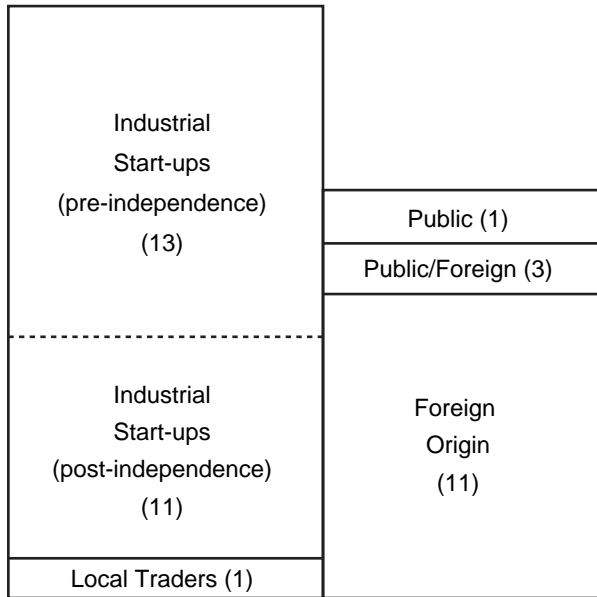 Industrial
Start-ups
(pre-independence)
(13)
Industrial
Start-ups
(post-independence)
(11)
Local Traders (1)
Public (1)
Public/Foreign (3)
Foreign
Origin
(11)